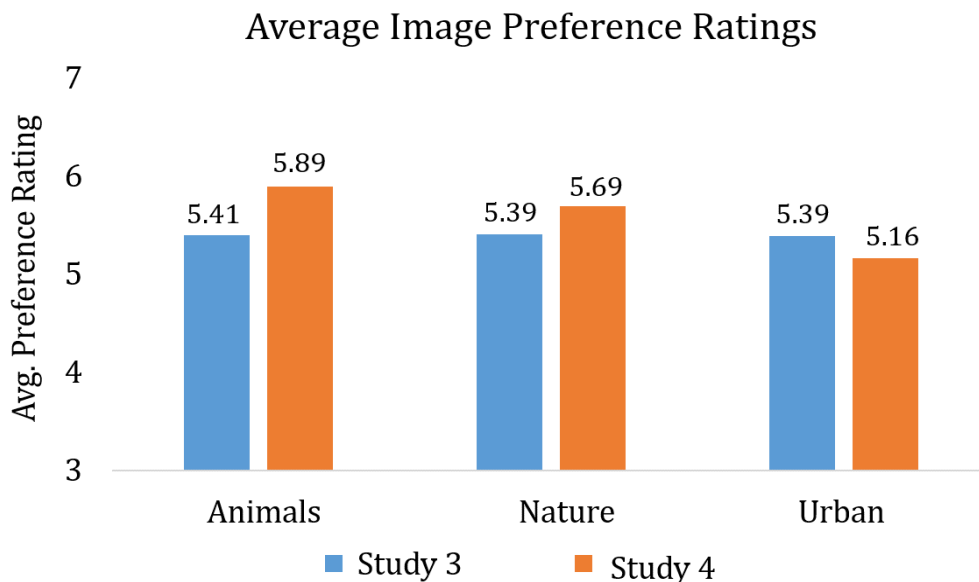 Average Image Preference Ratings
Avg. Preference Rating
7
6
5
4
3
5.41
5.89
5.39
5.69
5.39
5.16
Animals
Nature
Urban
Study 3
Study 4